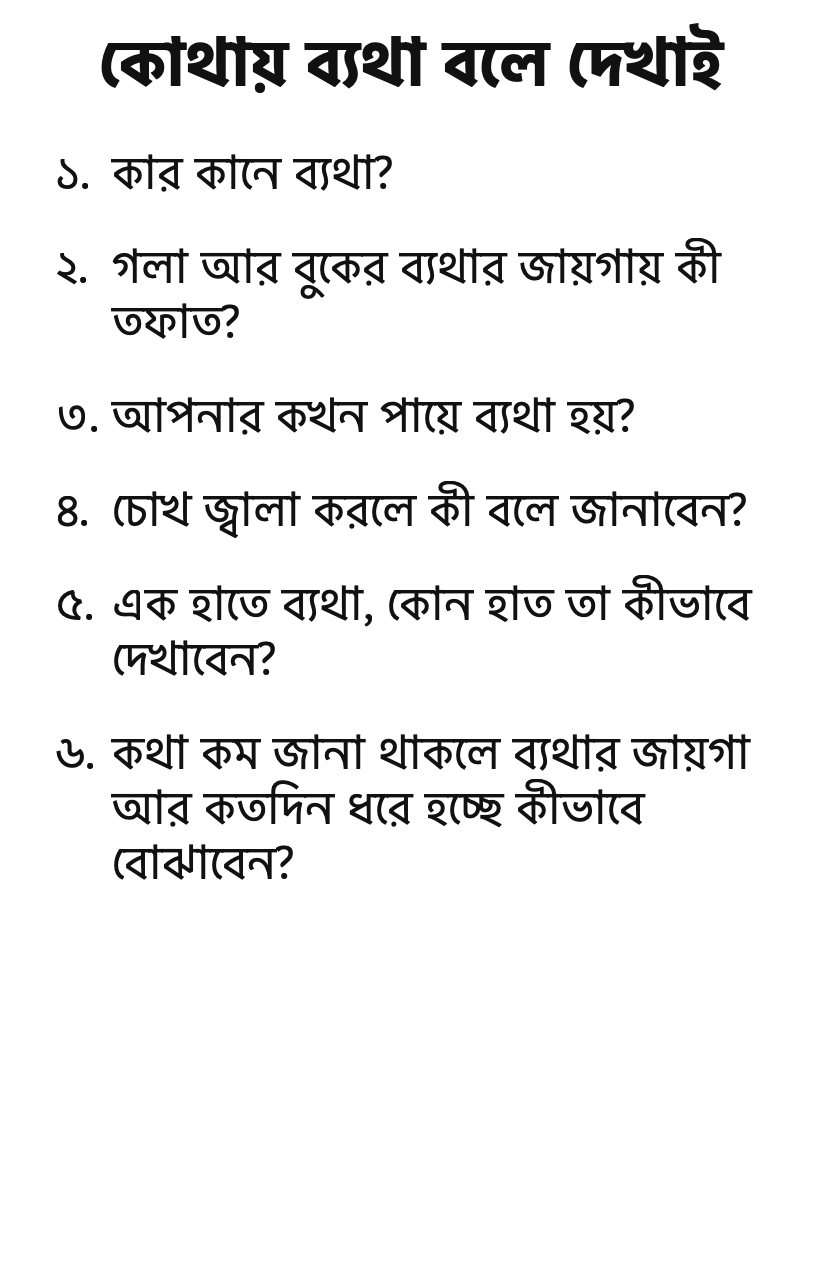 কোথায় ব্যথা বলে দেখাই
১. কার কানে ব্যথা?
২. গলা আর বুকের ব্যথার জায়গায় কী
তফাত?
৩. আপনার কখন পায়ে ব্যথা হয়?
৪. চোখ জ্বালা করলে কী বলে জানাবেন?
৫. এক হাতে ব্যথা, কোন হাত তা কীভাবে
দেখাবেন?
৬. কথা কম জানা থাকলে ব্যথার জায়গা
আর কতদিন ধরে হচ্ছে কীভাবে
বোঝাবেন?